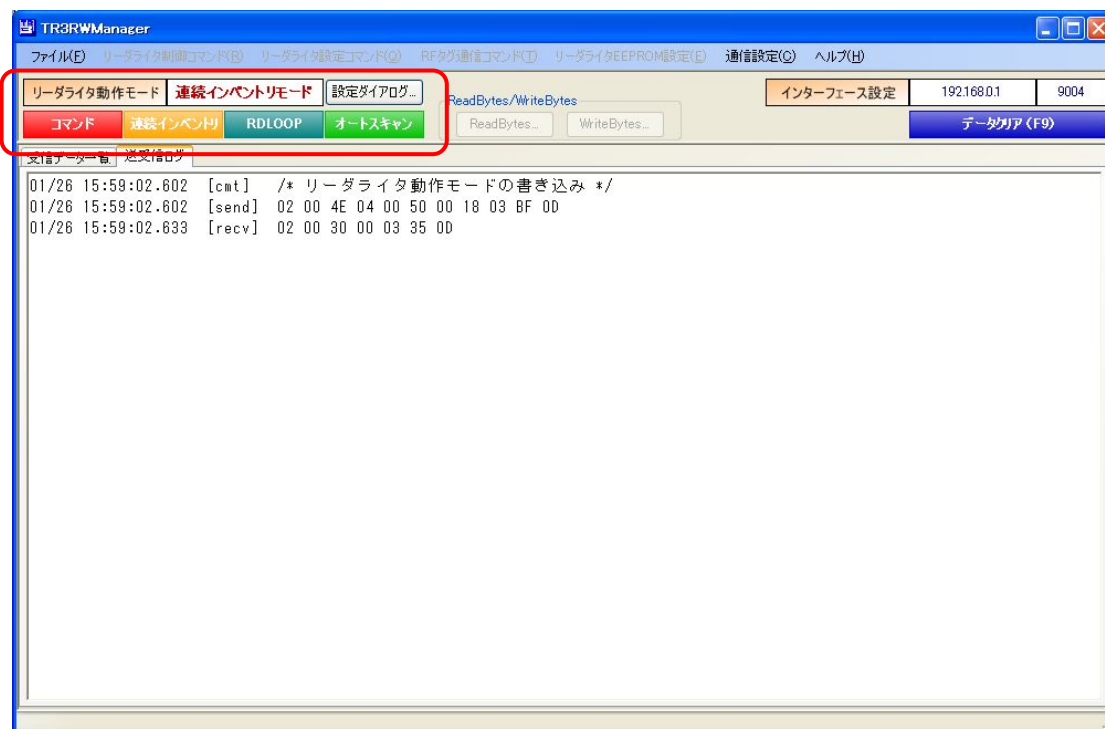 TR3RWManager
ファイル(F) リーダライタ制御コマンド(R) リーダライタ設定コマンド(Q) RFタグ通信コマンド(T) リーダライタEEPROM設定(E) 通信設定(C) ヘルプ(H)
リーダライタ動作モード 連続インベントリモード 設定ダイアログ... ReadBytes/WriteBytes インターフェース設定 192.168.0.1 9004
コマンド 連続インベントリ RDLOOP オートスキャン ReadBytes... WriteBytes... データクリア(F9)
受信データ一覧 送受信ログ
01/26 15:59:02.602 [cmt] /* リーダライタ動作モードの書き込み */
01/26 15:59:02.602 [send] 02 00 4E 04 00 50 00 18 03 BF 0D
01/26 15:59:02.633 [recv] 02 00 30 00 03 35 0D